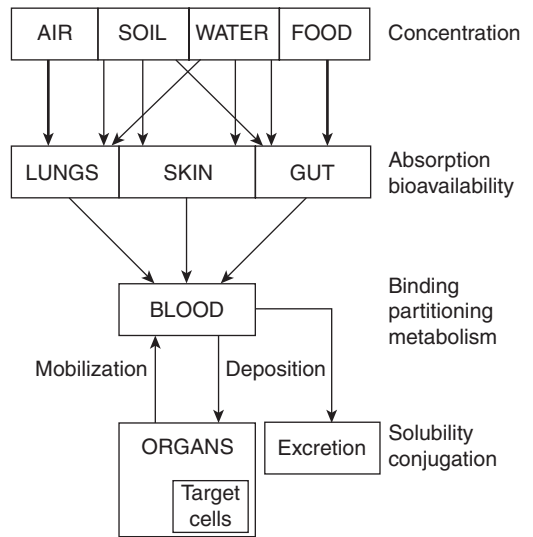 AIR SOIL WATER FOOD Concentration
LUNGS SKIN GUT Absorption
bioavailability
BLOOD Binding
partitioning
metabolism
Mobilization Deposition
ORGANS Excretion Solubility
conjugation
Target
cells